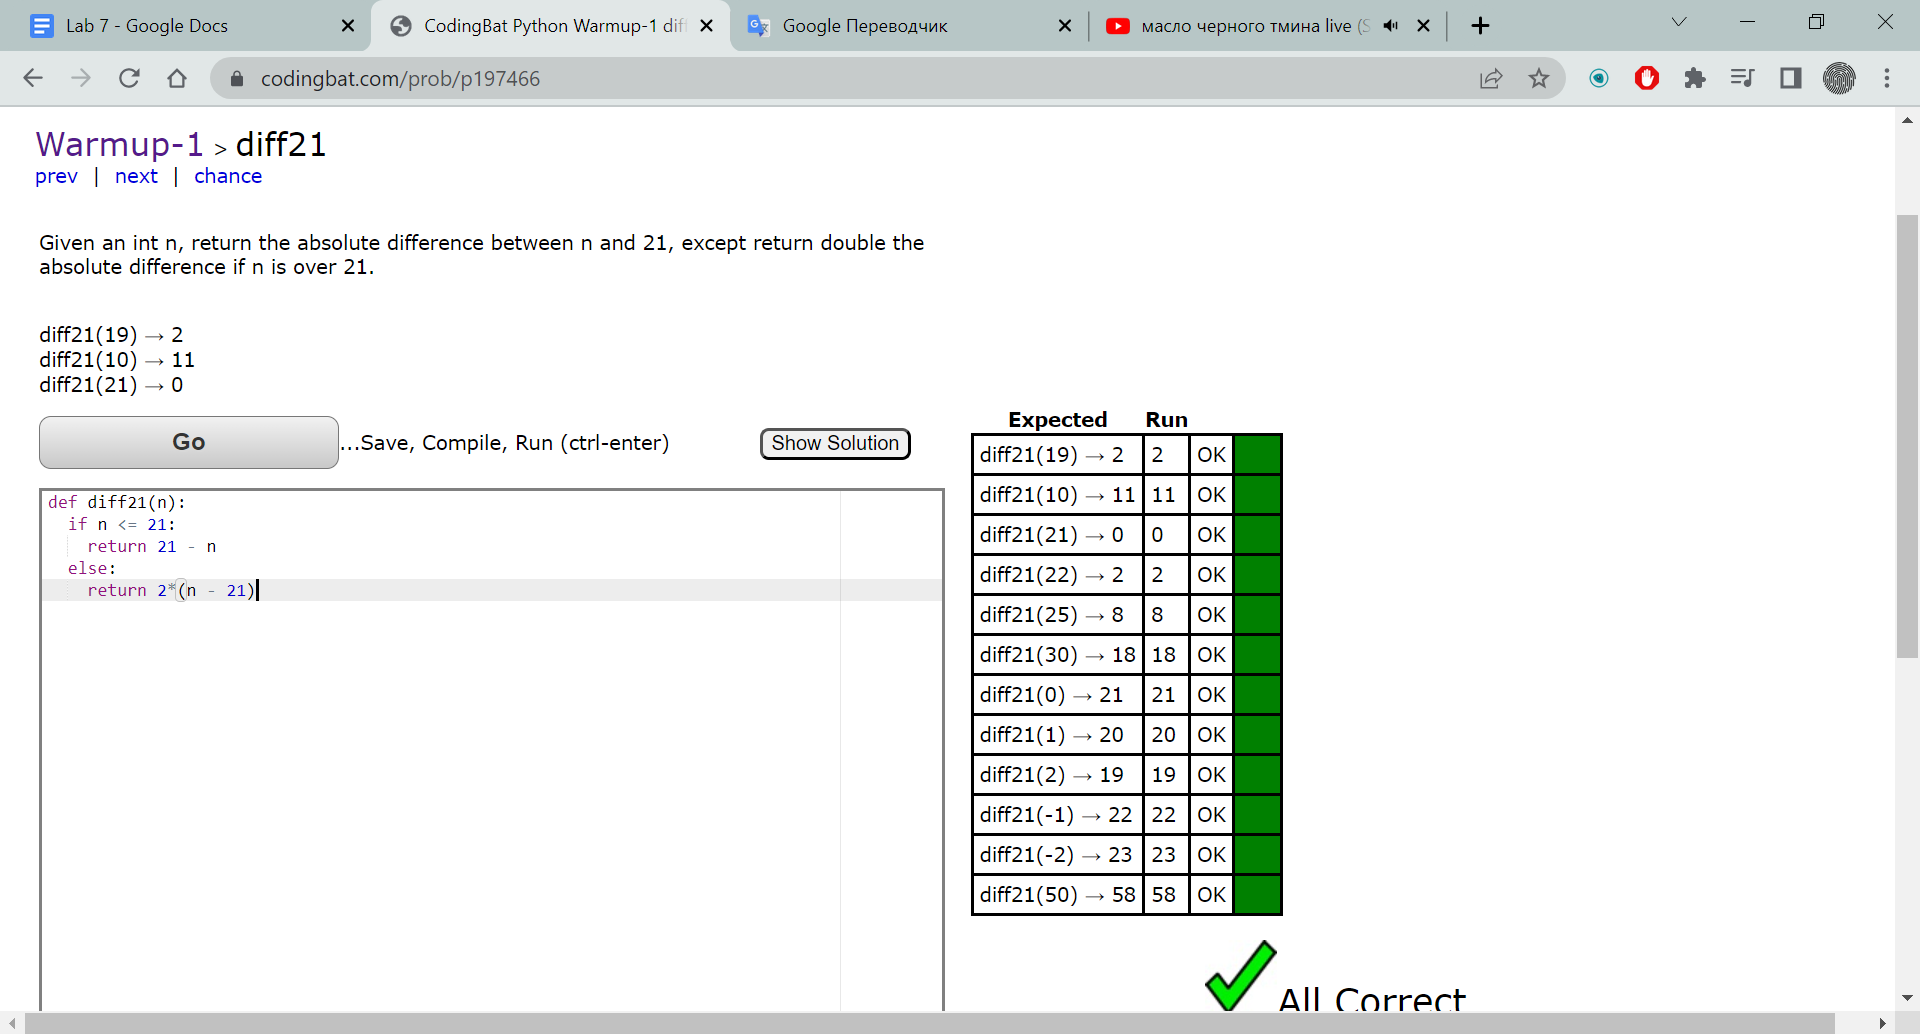 Lab 7 - Google Docs
CodingBat Python Warmup-1 dif
Google Переводчик
масло черного тмина live (S
codingbat.com/prob/p197466
Warmup-1 > diff21
prev | next | chance
Given an int n, return the absolute difference between n and 21, except return double the
absolute difference if n is over 21.
diff21(19) → 2
diff21(10) → 11
diff21(21) → 0
Go
...Save, Compile, Run (ctrl-enter)
Show Solution
def diff21(n):
  if n <= 21:
    return 21 - n
  else:
    return 2*(n - 21)
Expected Run
diff21(19) → 2 2 OK
diff21(10) → 11 11 OK
diff21(21) → 0 0 OK
diff21(22) → 2 2 OK
diff21(25) → 8 8 OK
diff21(30) → 18 18 OK
diff21(0) → 21 21 OK
diff21(1) → 20 20 OK
diff21(2) → 19 19 OK
diff21(-1) → 22 22 OK
diff21(-2) → 23 23 OK
diff21(50) → 58 58 OK
All Correct